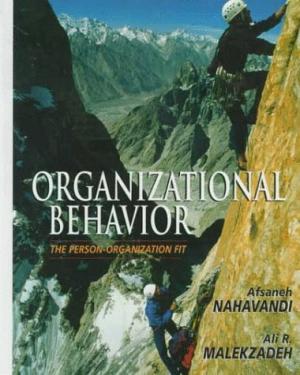 ORGANIZATIONAL
BEHAVIOR
THE PERSON-ORGANIZATION FIT
Afsaneh
NAHAVANDI
Ali R.
MALEKZADEH